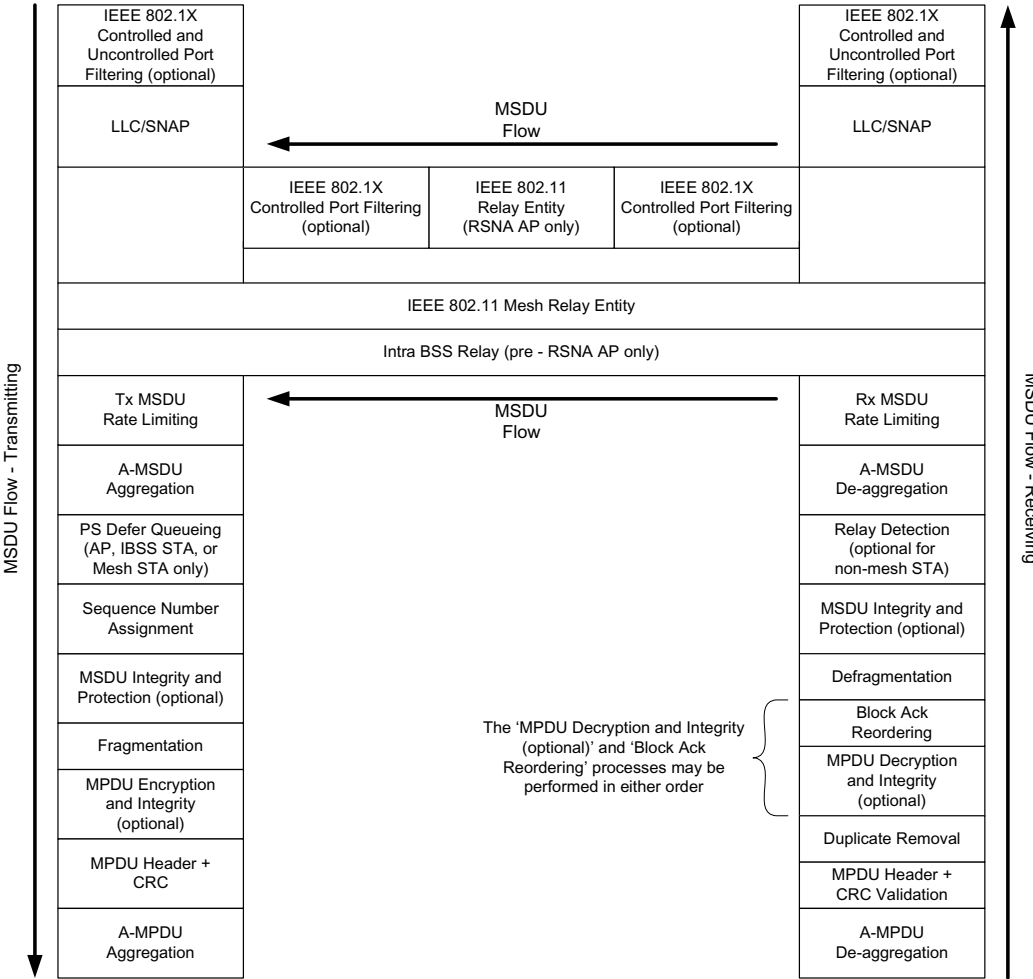 IEEE 802.1X
Controlled and
Uncontrolled Port
Filtering (optional)
IEEE 802.1X
Controlled and
Uncontrolled Port
Filtering (optional)
LLC/SNAP
MSDU
Flow
LLC/SNAP
IEEE 802.1X
Controlled Port Filtering
(optional)
IEEE 802.11
Relay Entity
(RSNA AP only)
IEEE 802.1X
Controlled Port Filtering
(optional)
IEEE 802.11 Mesh Relay Entity
Intra BSS Relay (pre - RSNA AP only)
MSDU Flow - Transmitting
Tx MSDU
Rate Limiting
A-MSDU
Aggregation
PS Defer Queueing
(AP, IBSS STA, or
Mesh STA only)
Sequence Number
Assignment
MSDU Integrity and
Protection (optional)
Fragmentation
MPDU Encryption
and Integrity
(optional)
MPDU Header +
CRC
A-MPDU
Aggregation
MSDU
Flow
The ‘MPDU Decryption and Integrity
(optional)’ and ‘Block Ack
Reordering’ processes may be
performed in either order
Rx MSDU
Rate Limiting
A-MSDU
De-aggregation
Relay Detection
(optional for
non-mesh STA)
MSDU Integrity and
Protection (optional)
Defragmentation
Block Ack
Reordering
MPDU Decryption
and Integrity
(optional)
Duplicate Removal
MPDU Header +
CRC Validation
A-MPDU
De-aggregation
MSDU Flow - Receiving